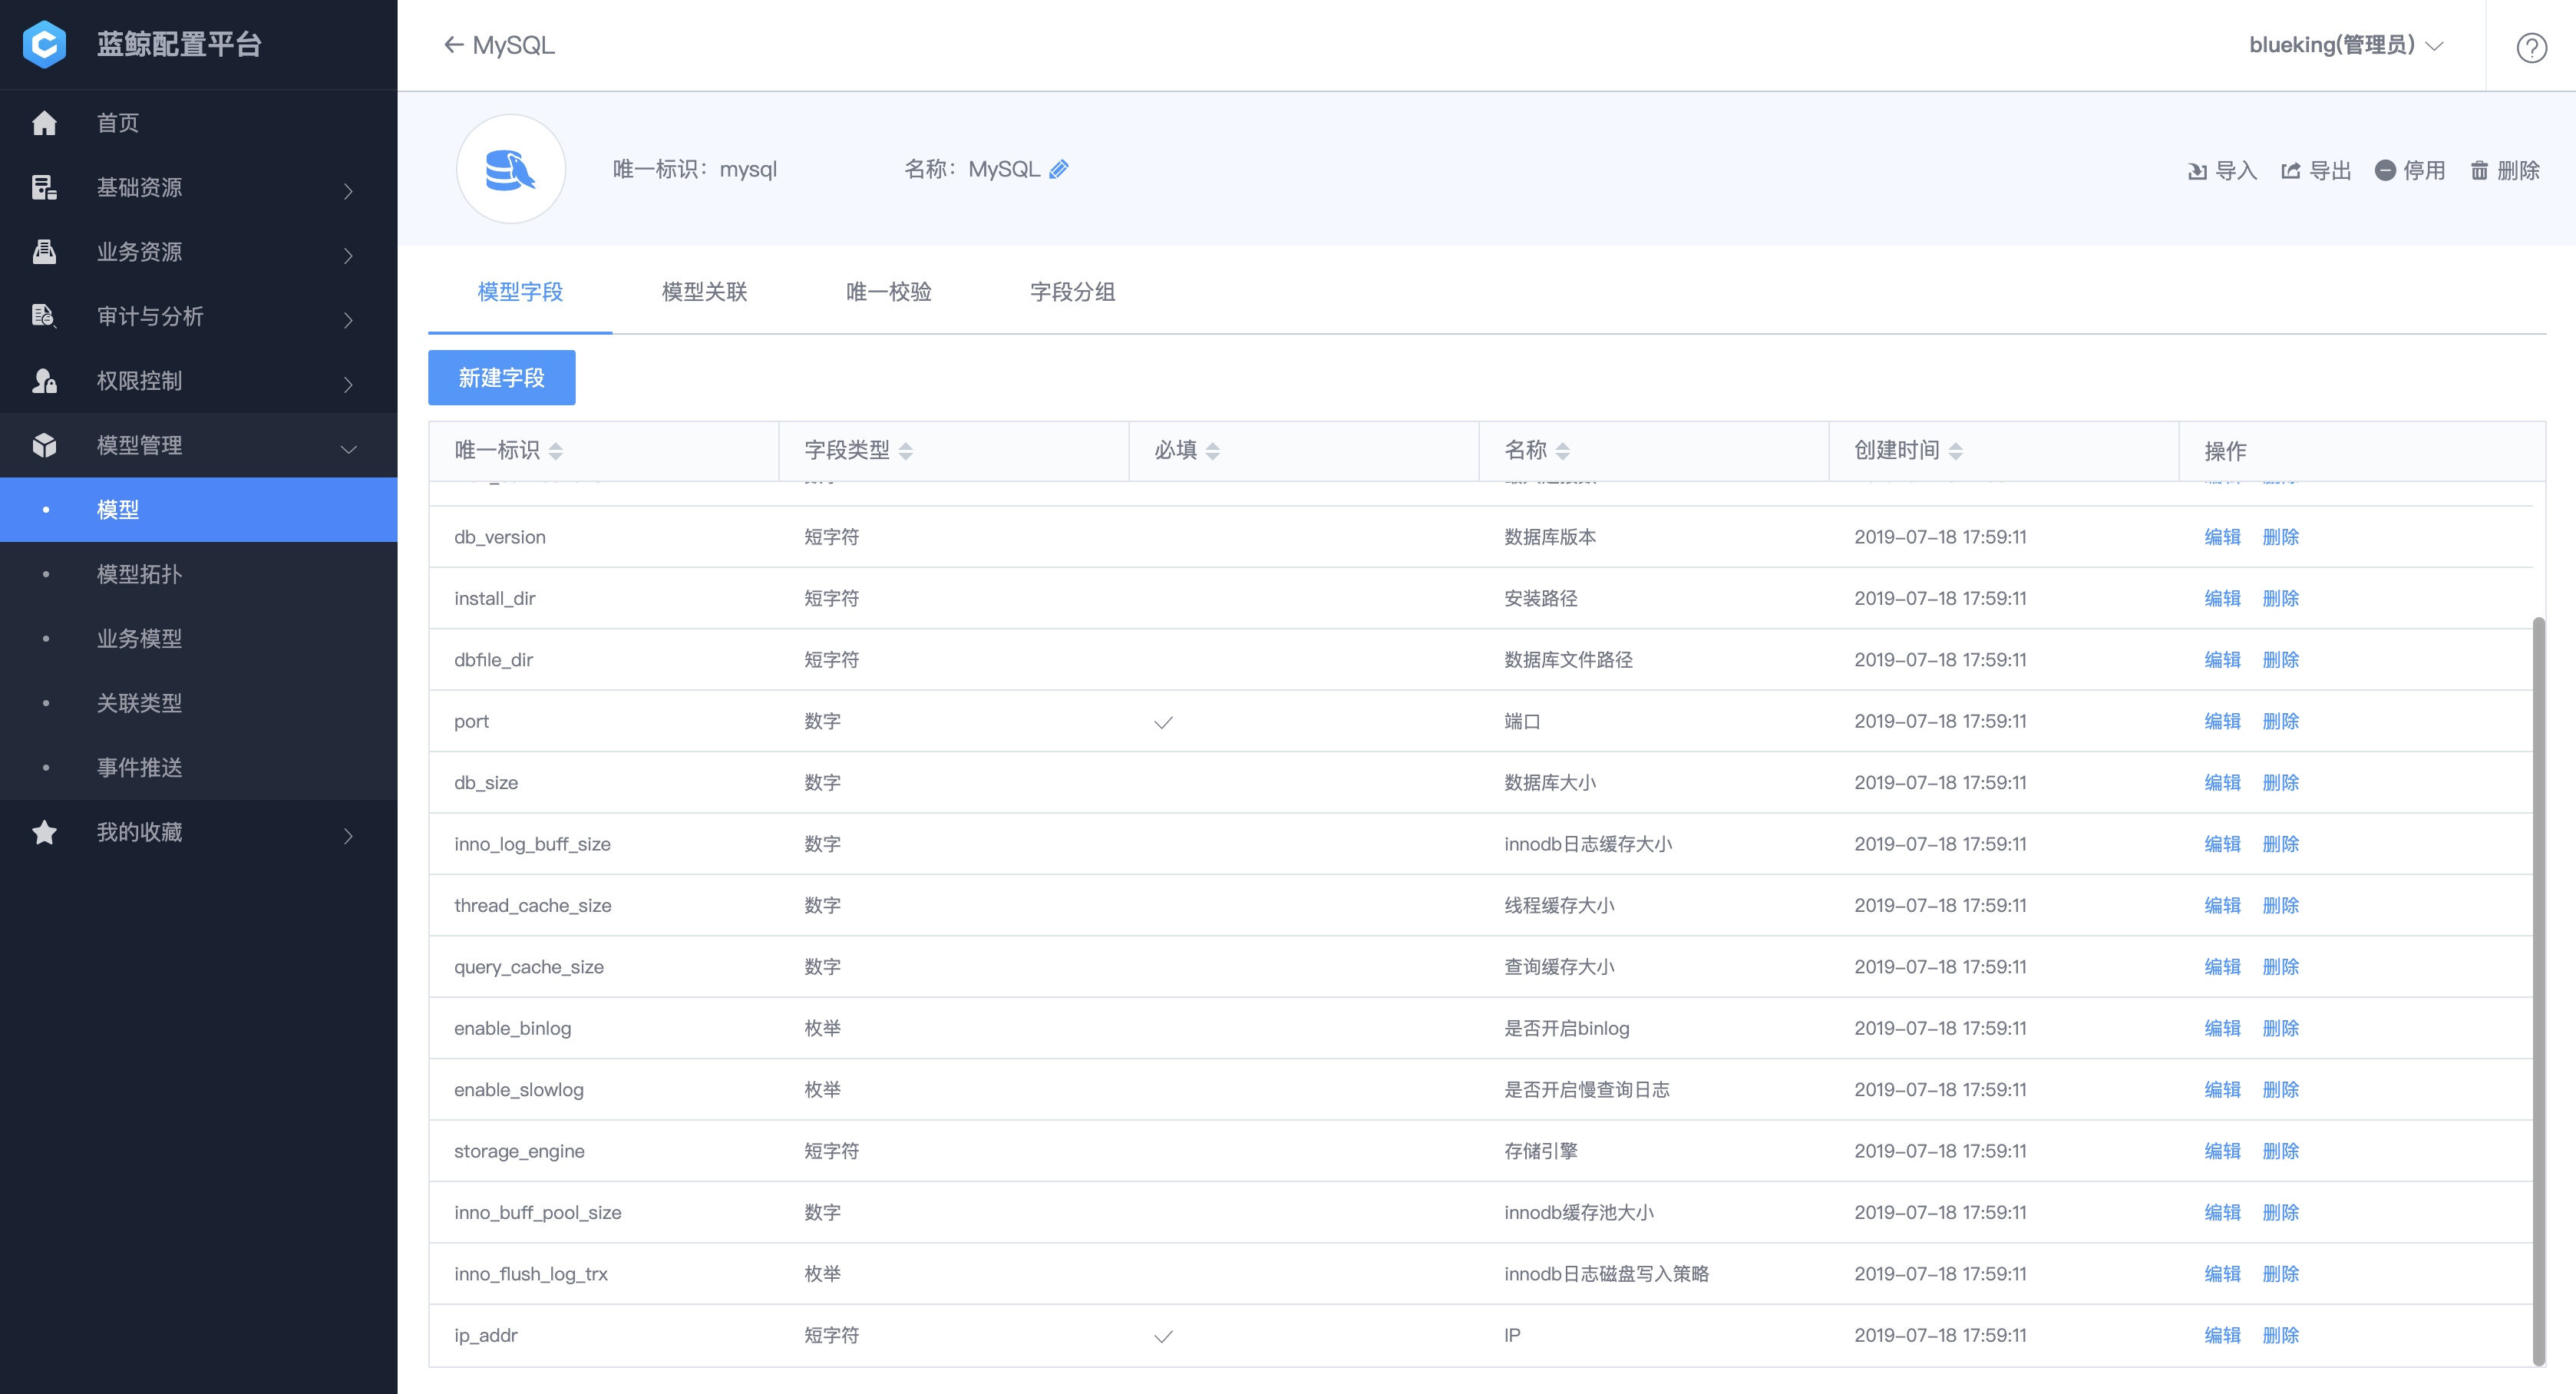 蓝鲸配置平台
← MySQL
blueking(管理员)
首页
基础资源
业务资源
审计与分析
权限控制
模型管理
模型
模型拓扑
业务模型
关联类型
事件推送
我的收藏
唯一标识：mysql 名称：MySQL
导入 导出 停用 删除
模型字段 模型关联 唯一校验 字段分组
新建字段
唯一标识 字段类型 必填 名称 创建时间 操作
db_version 短字符 数据库版本 2019-07-18 17:59:11 编辑 删除
install_dir 短字符 安装路径 2019-07-18 17:59:11 编辑 删除
dbfile_dir 短字符 数据库文件路径 2019-07-18 17:59:11 编辑 删除
port 数字 ✓ 端口 2019-07-18 17:59:11 编辑 删除
db_size 数字 数据库大小 2019-07-18 17:59:11 编辑 删除
inno_log_buff_size 数字 innodb日志缓存大小 2019-07-18 17:59:11 编辑 删除
thread_cache_size 数字 线程缓存大小 2019-07-18 17:59:11 编辑 删除
query_cache_size 数字 查询缓存大小 2019-07-18 17:59:11 编辑 删除
enable_binlog 枚举 是否开启binlog 2019-07-18 17:59:11 编辑 删除
enable_slowlog 枚举 是否开启慢查询日志 2019-07-18 17:59:11 编辑 删除
storage_engine 短字符 存储引擎 2019-07-18 17:59:11 编辑 删除
inno_buff_pool_size 数字 innodb缓存池大小 2019-07-18 17:59:11 编辑 删除
inno_flush_log_trx 枚举 innodb日志磁盘写入策略 2019-07-18 17:59:11 编辑 删除
ip_addr 短字符 ✓ IP 2019-07-18 17:59:11 编辑 删除